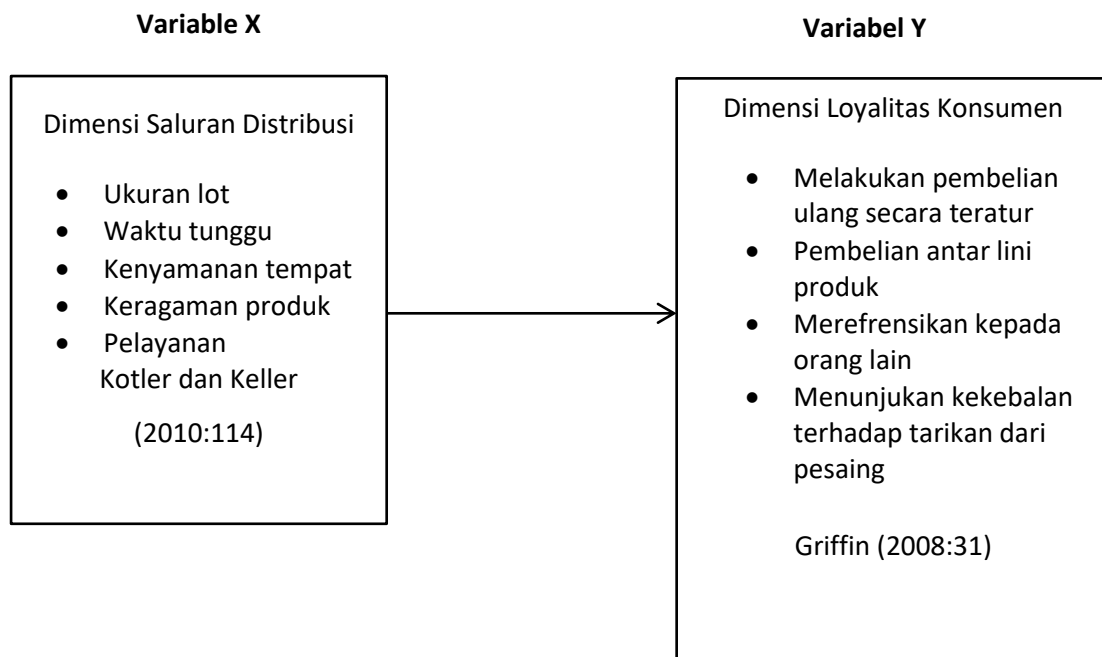 Variable X
Dimensi Saluran Distribusi
• Ukuran lot
• Waktu tunggu
• Kenyamanan tempat
• Keragaman produk
• Pelayanan
Kotler dan Keller
(2010:114)
Variabel Y
Dimensi Loyalitas Konsumen
• Melakukan pembelian
ulang secara teratur
• Pembelian antar lini
produk
• Merefrensikan kepada
orang lain
• Menunjukan kekebalan
terhadap tarikan dari
pesaing
Griffin (2008:31)